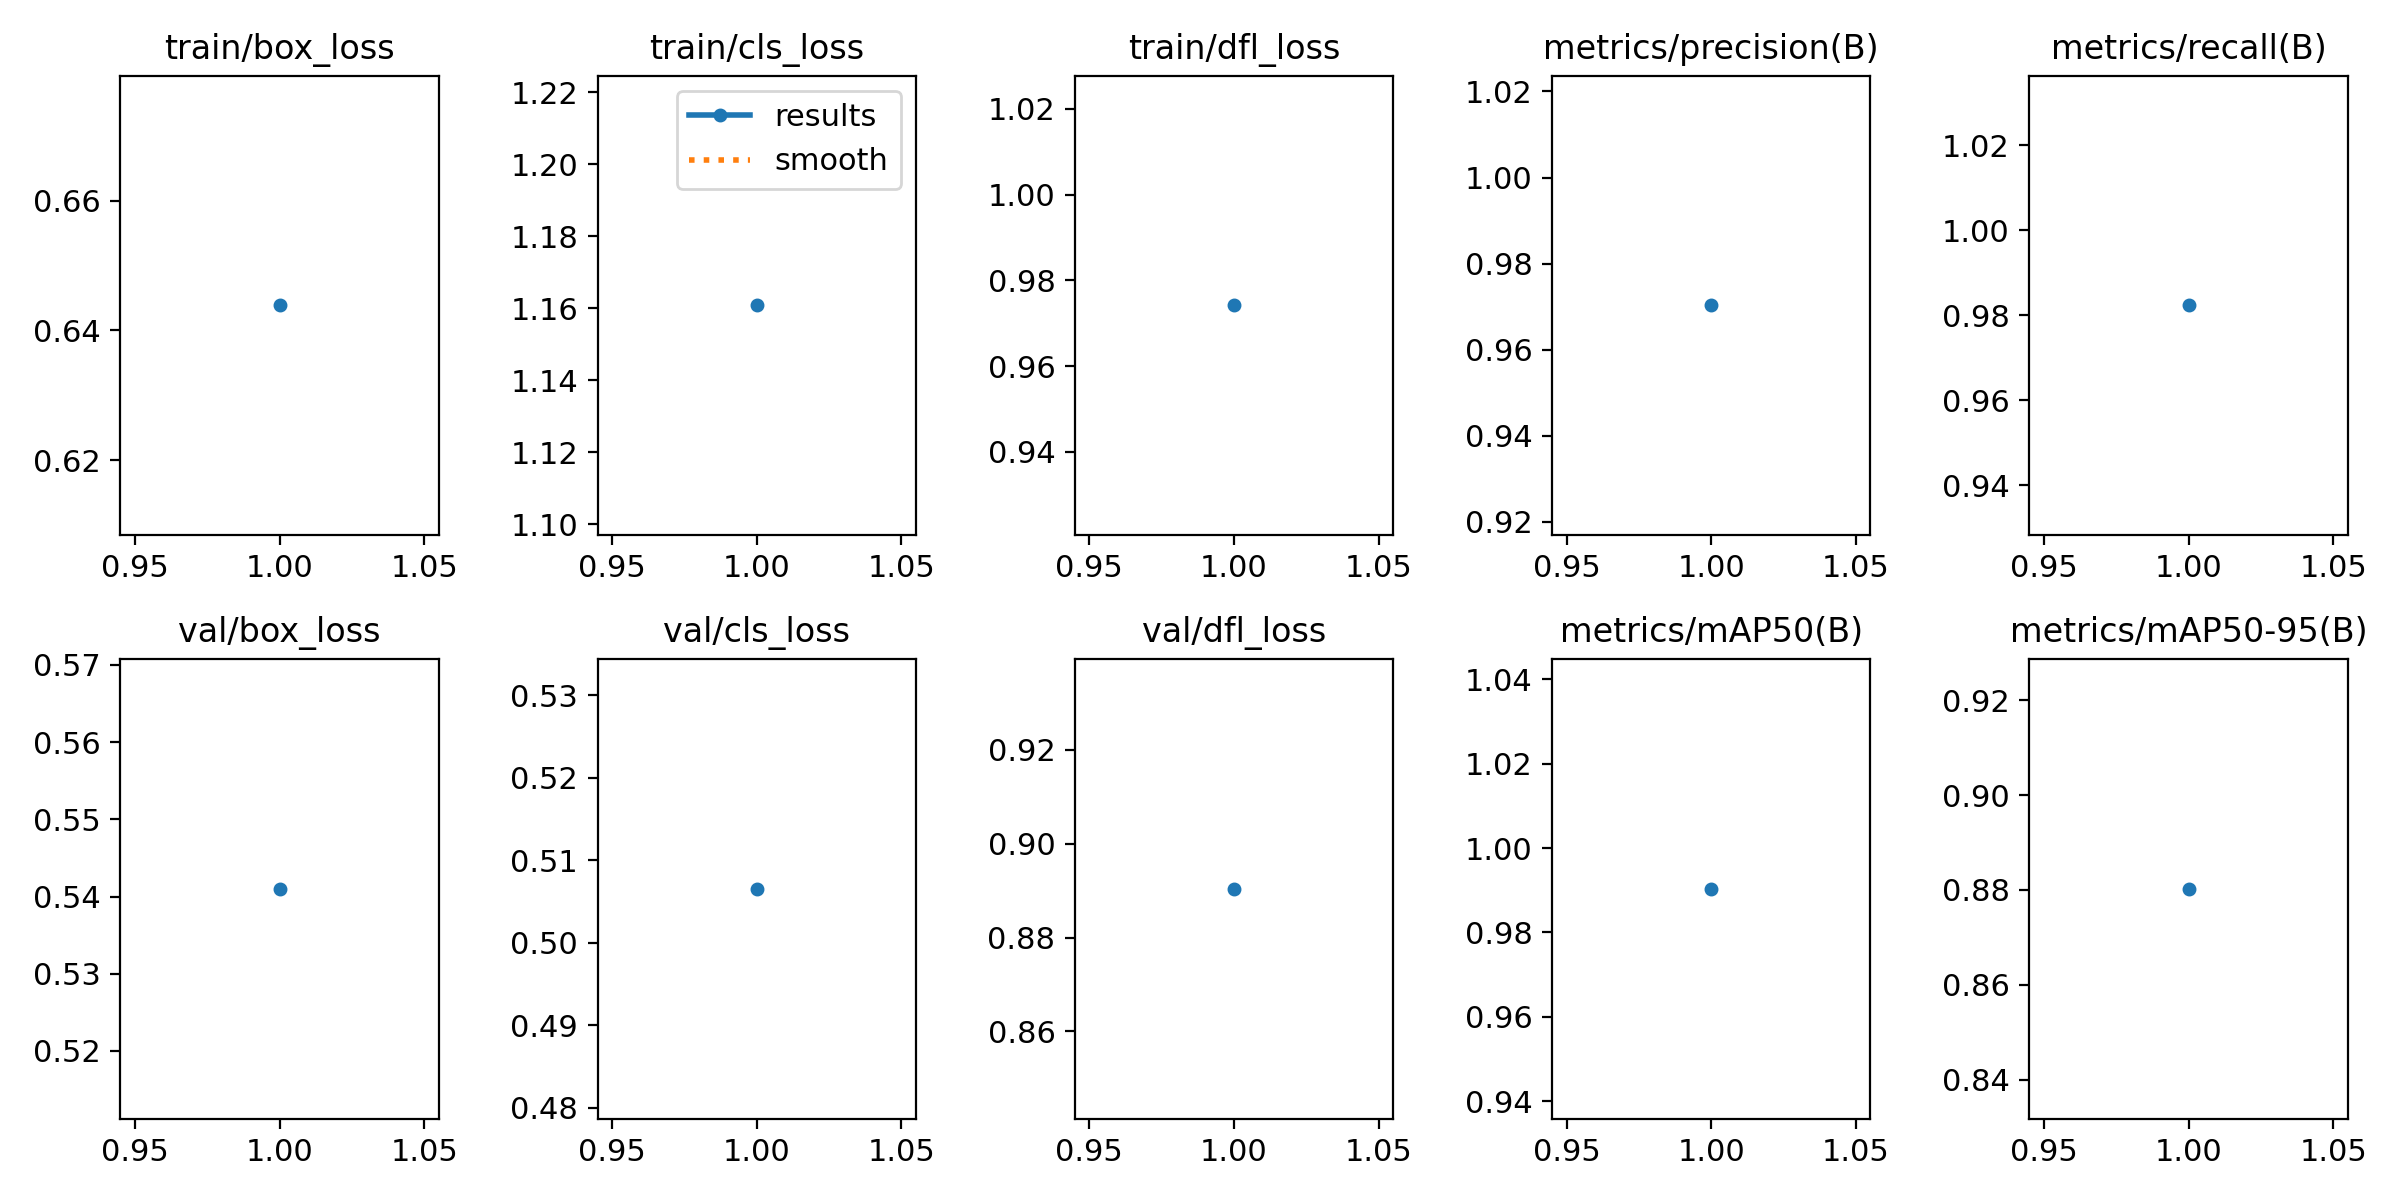 train/box_loss
0.66
0.64
0.62
0.95 1.00 1.05
train/cls_loss
results
smooth
1.22
1.20
1.18
1.16
1.14
1.12
1.10
0.95 1.00 1.05
train/dfl_loss
1.02
1.00
0.98
0.96
0.94
0.95 1.00 1.05
metrics/precision(B)
1.02
1.00
0.98
0.96
0.94
0.92
0.95 1.00 1.05
metrics/recall(B)
1.02
1.00
0.98
0.96
0.94
0.95 1.00 1.05
val/box_loss
0.57
0.56
0.55
0.54
0.53
0.52
0.95 1.00 1.05
val/cls_loss
0.53
0.52
0.51
0.50
0.49
0.48
0.95 1.00 1.05
val/dfl_loss
0.92
0.90
0.88
0.86
0.95 1.00 1.05
metrics/mAP50(B)
1.04
1.02
1.00
0.98
0.96
0.94
0.95 1.00 1.05
metrics/mAP50-95(B)
0.92
0.90
0.88
0.86
0.84
0.95 1.00 1.05